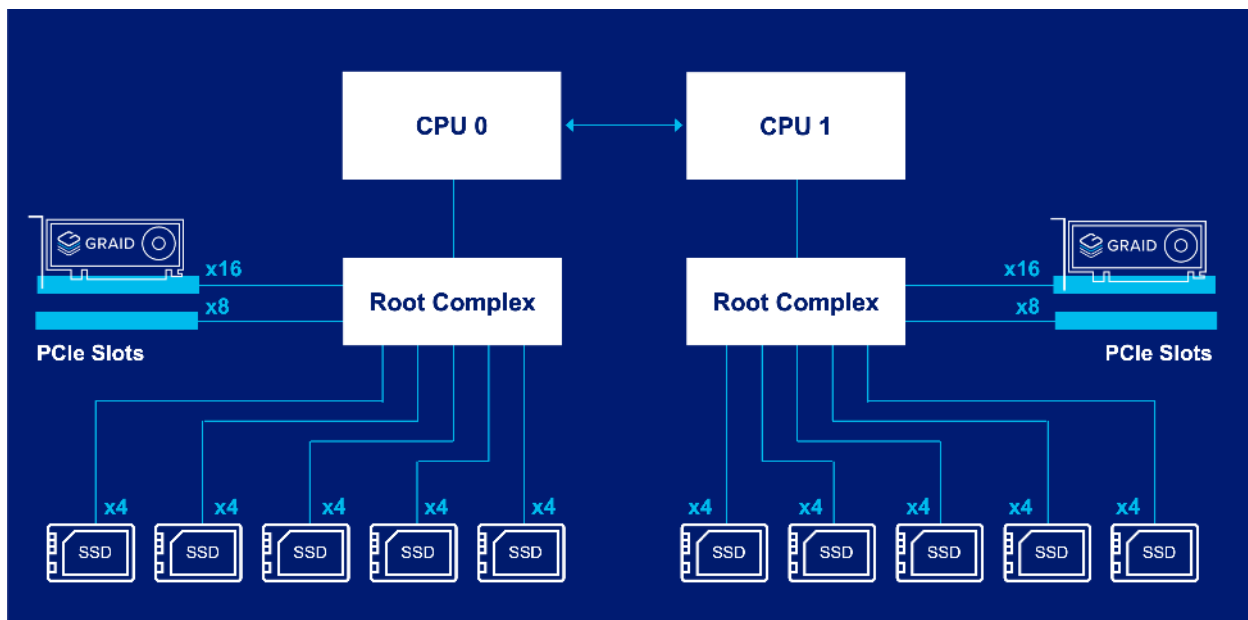 CPU 0
CPU 1
GRAID
GRAID
x16
x16
Root Complex
Root Complex
x8
x8
PCIe Slots
PCIe Slots
x4
x4
x4
x4
x4
x4
x4
x4
x4
x4
SSD
SSD
SSD
SSD
SSD
SSD
SSD
SSD
SSD
SSD